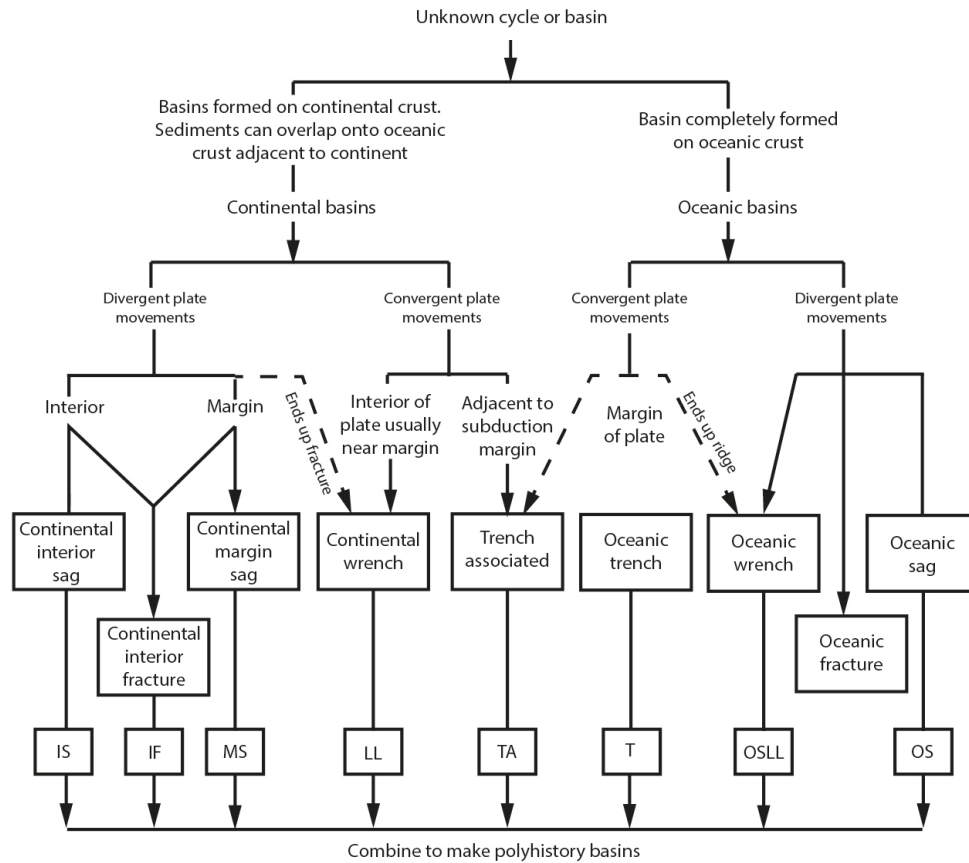 Unknown cycle or basin
Basins formed on continental crust.
Sediments can overlap onto oceanic
crust adjacent to continent
Basin completely formed
on oceanic crust
Continental basins
Oceanic basins
Divergent plate
movements
Convergent plate
movements
Convergent plate
movements
Divergent plate
movements
Interior
Margin
Ends up fracture
Interior of
plate usually
near margin
Adjacent to
subduction
margin
Margin
of plate
Ends up ridge
Continental
interior
sag
Continental
margin
sag
Continental
wrench
Trench
associated
Oceanic
trench
Oceanic
wrench
Oceanic
sag
Continental
interior
fracture
Oceanic
fracture
IS
IF
MS
LL
TA
T
OSLL
OS
Combine to make polyhistory basins